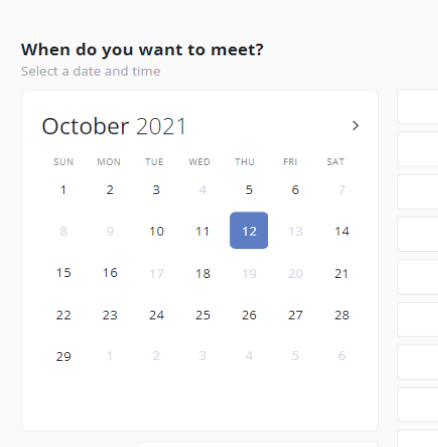 When do you want to meet?
Select a date and time
October 2021
SUN MON TUE WED THU FRI SAT
1 2 3 4 5 6 7
8 9 10 11 12 13 14
15 16 17 18 19 20 21
22 23 24 25 26 27 28
29 1 2 3 4 5 6